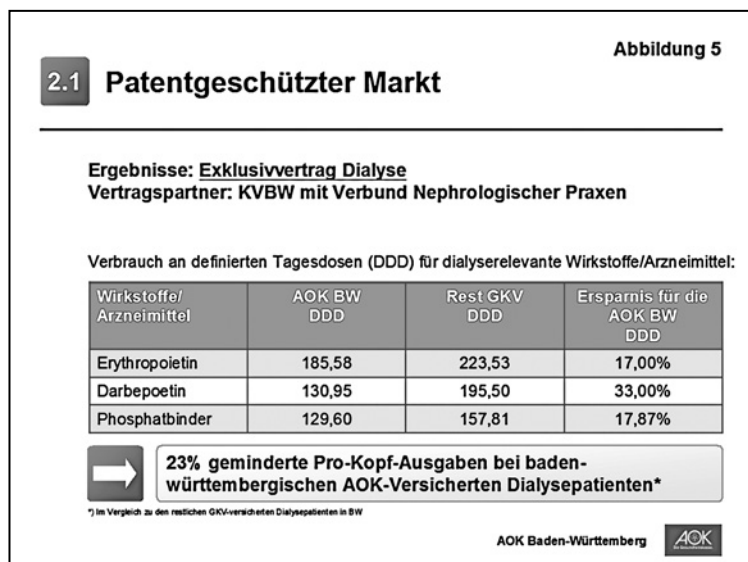 Abbildung 5
2.1 Patentgeschützter Markt
Ergebnisse: Exklusivvertrag Dialyse
Vertragspartner: KVBW mit Verbund Nephrologischer Praxen
Verbrauch an definierten Tagesdosen (DDD) für dialyserelevante Wirkstoffe/Arzneimittel:
Wirkstoffe/ Arzneimittel AOK BW DDD Rest GKV DDD Ersparnis für die AOK BW DDD
Erythropoietin 185,58 223,53 17,00%
Darbepoetin 130,95 195,50 33,00%
Phosphatbinder 129,60 157,81 17,87%
23% geminderte Pro-Kopf-Ausgaben bei baden-
württembergischen AOK-Versicherten Dialysepatienten*
*) Im Vergleich zu den restlichen GKV-versicherten Dialysepatienten in BW
AOK Baden-Württemberg AOK